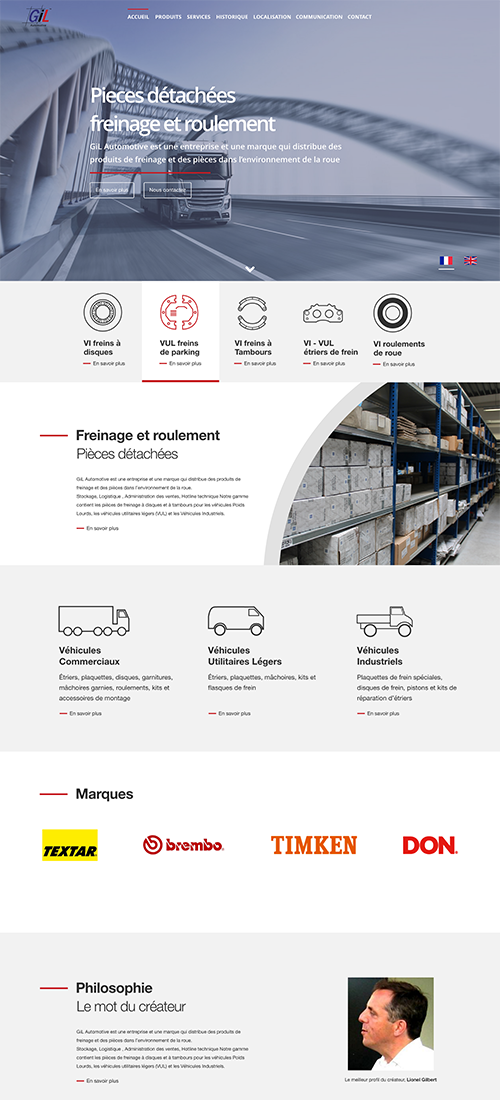 GiL
ACCUEIL PRODUITS SERVICES HISTORIQUE LOCALISATION COMMUNICATION CONTACT
Pieces détachées
freinage et roulement
GiL Automotive est une entreprise et une marque qui distribue des
produits de freinage et des pièces dans l'environnement de la roue
En savoir plus
Nous contacter
VI freins à
disques
En savoir plus
VUL freins
de parking
En savoir plus
VI freins à
Tambours
En savoir plus
VI - VUL
étriers de frein
En savoir plus
VI roulements
de roue
En savoir plus
Freinage et roulement
Pièces détachées
GiL Automotive est une entreprise et une marque qui distribue des produits de
freinage et des pièces dans l'environnement de la roue.
Stockage, Logistique , Administration des ventes, Hotline technique Notre gamme
contient les pièces de freinage à disques et à tambours pour les véhicules Poids
Lourds, les véhicules utilitaires légers (VUL) et les Véhicules Industriels.
En savoir plus
Véhicules
Commerciaux
Étriers, plaquettes, disques, garnitures,
mâchoires garnies, roulements, kits et
accessoires de montage
En savoir plus
Véhicules
Utilitaires Légers
Étriers, plaquettes, mâchoires, kits et
flasques de frein
En savoir plus
Véhicules
Industriels
Plaquettes de frein spéciales,
disques de frein, pistons et kits de
réparation d'étriers
En savoir plus
Marques
TEXTAR
brembo
TIMKEN
DON
Philosophie
Le mot du créateur
GiL Automotive est une entreprise et une marque qui distribue des produits de
freinage et des pièces dans l'environnement de la roue.
Stockage, Logistique , Administration des ventes, Hotline technique Notre gamme
contient les pièces de freinage à disques et à tambours pour les véhicules Poids
Lourds, les véhicules utilitaires légers (VUL) et les Véhicules Industriels.
En savoir plus
Le meilleur profil du créateur, Lionel Gilbert